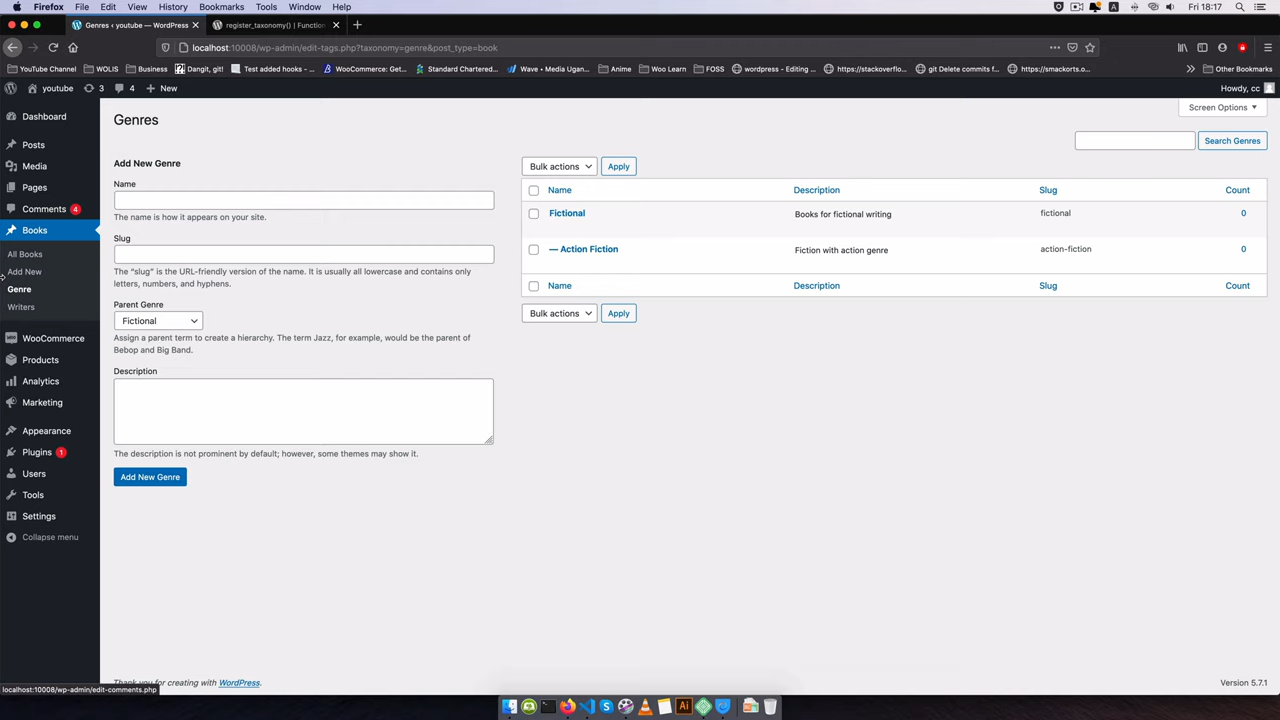 Firefox File Edit View History Bookmarks Tools Window Help Fri 18:17
Genres ‹ youtube — WordPress register_taxonomy() | Function
localhost:10008/wp-admin/edit-tags.php?taxonomy=genre&post_type=book
YouTube Channel WOLIS Business Dangit, git! Test added hooks - ... WooCommerce: Get... Standard Chartered... Wave • Media Ugan... Anime Woo Learn FOSS wordpress - Editing ... https://stackoverflo... git Delete commits f... https://smackorts.o... Other Bookmarks
youtube 3 4 New Howdy, cc
Screen Options
Dashboard
Posts
Media
Pages
Comments 4
Books
All Books
Add New
Genre
Writers
WooCommerce
Products
Analytics
Marketing
Appearance
Plugins 1
Users
Tools
Settings
Collapse menu
Genres
Search Genres
Add New Genre
Name
The name is how it appears on your site.
Slug
The “slug” is the URL-friendly version of the name. It is usually all lowercase and contains only
letters, numbers, and hyphens.
Parent Genre
Fictional
Assign a parent term to create a hierarchy. The term Jazz, for example, would be the parent of
Bebop and Big Band.
Description
The description is not prominent by default; however, some themes may show it.
Add New Genre
Bulk actions Apply
Name Description Slug Count
Fictional Books for fictional writing fictional 0
— Action Fiction Fiction with action genre action-fiction 0
Name Description Slug Count
Bulk actions Apply
Thank you for creating with WordPress. Version 5.7.1
localhost:10008/wp-admin/edit-comments.php
Ai